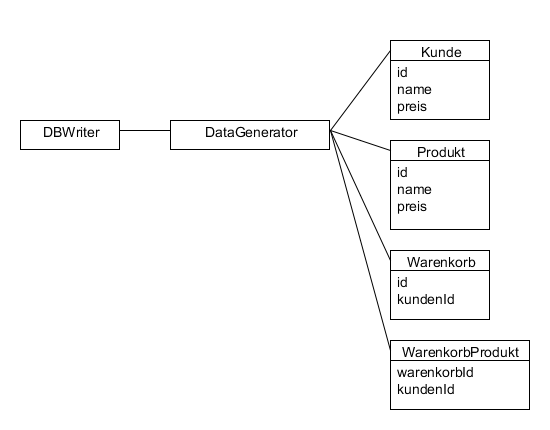 DBWriter
DataGenerator
Kunde
id
name
preis
Produkt
id
name
preis
Warenkorb
id
kundenId
WarenkorbProdukt
warenkorbId
kundenId